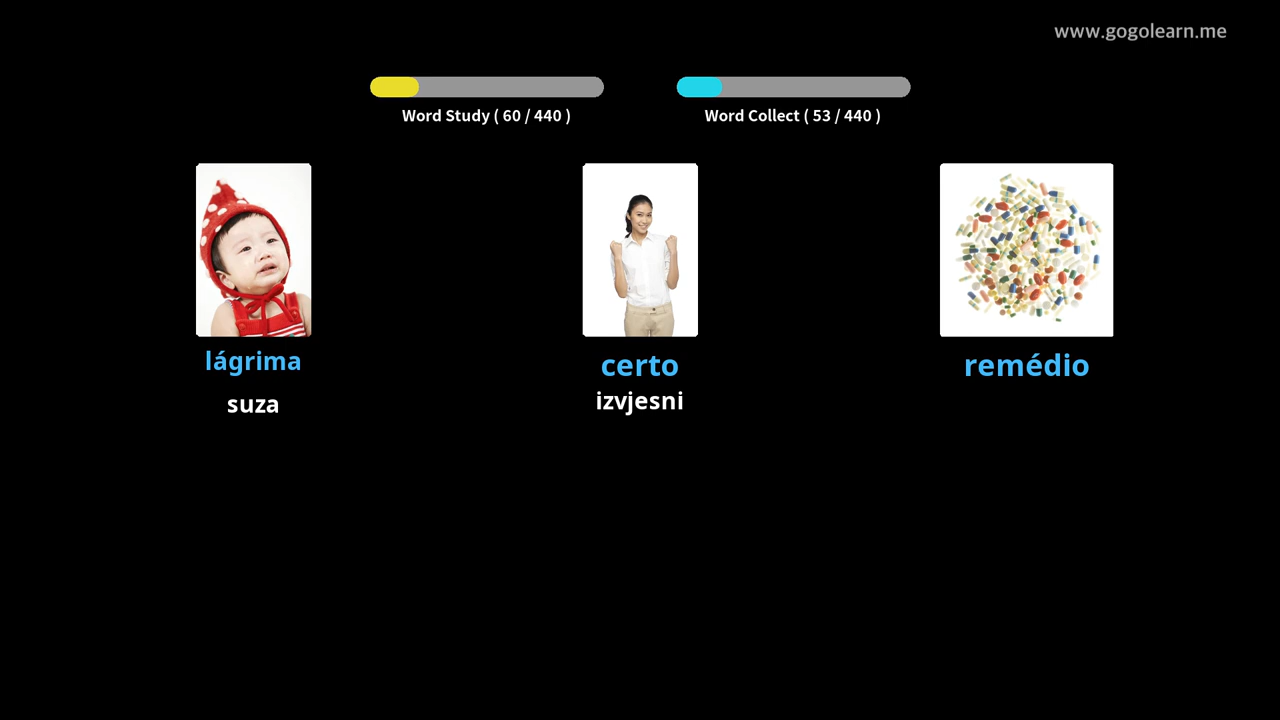 www.gogolearn.me
Word Study ( 60 / 440 )
Word Collect ( 53 / 440 )
lágrima
suza
certo
izvjesni
remédio